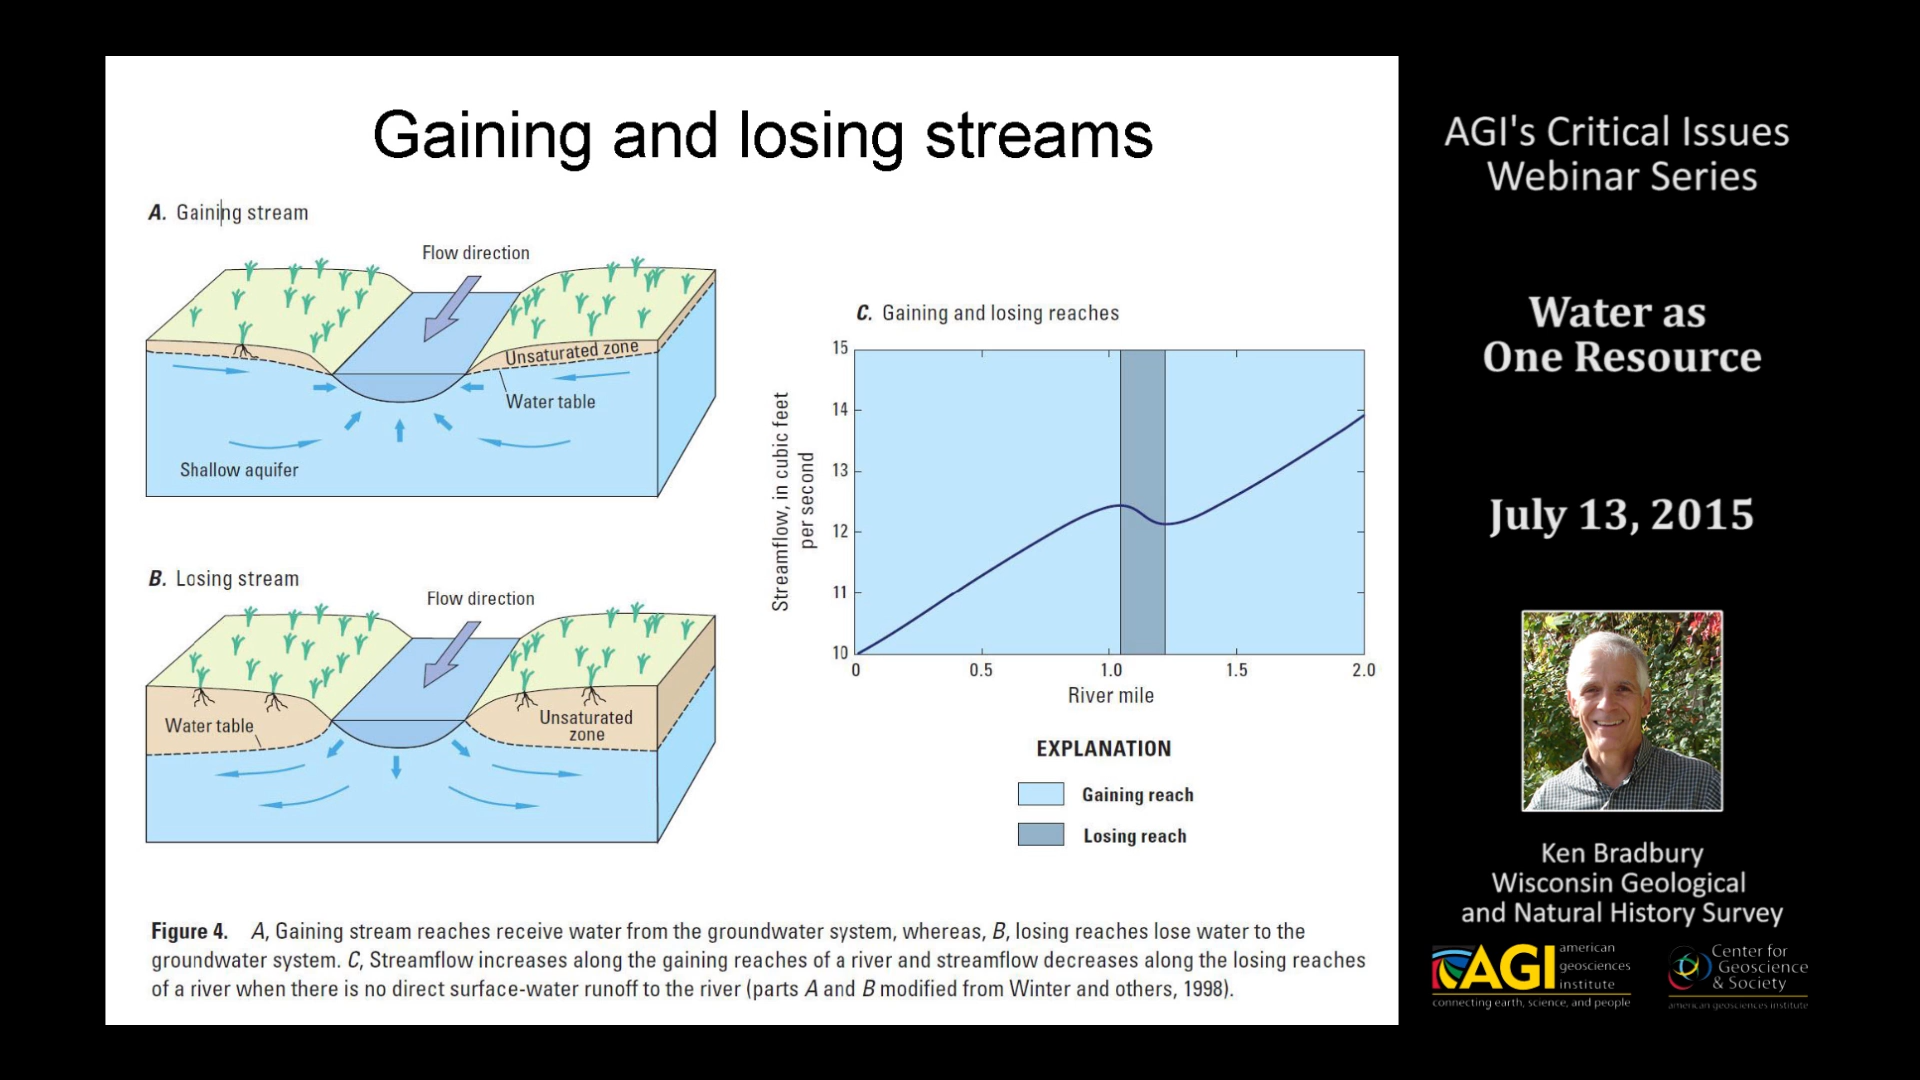 Gaining and losing streams
A. Gaining stream
Flow direction
Unsaturated zone
Water table
Shallow aquifer
B. Losing stream
Flow direction
Water table
Unsaturated
zone
C. Gaining and losing reaches
Streamflow, in cubic feet
per second
15
14
13
12
11
10
0
0.5
1.0
1.5
2.0
River mile
EXPLANATION
Gaining reach
Losing reach
Figure 4. A, Gaining stream reaches receive water from the groundwater system, whereas, B, losing reaches lose water to the
groundwater system. C, Streamflow increases along the gaining reaches of a river and streamflow decreases along the losing reaches
of a river when there is no direct surface-water runoff to the river (parts A and B modified from Winter and others, 1998).
AGI's Critical Issues
Webinar Series
Water as
One Resource
July 13, 2015
Ken Bradbury
Wisconsin Geological
and Natural History Survey
AGI
american
geosciences
institute
connecting earth, science, and people
Center for
Geoscience
& Society
american geosciences institute